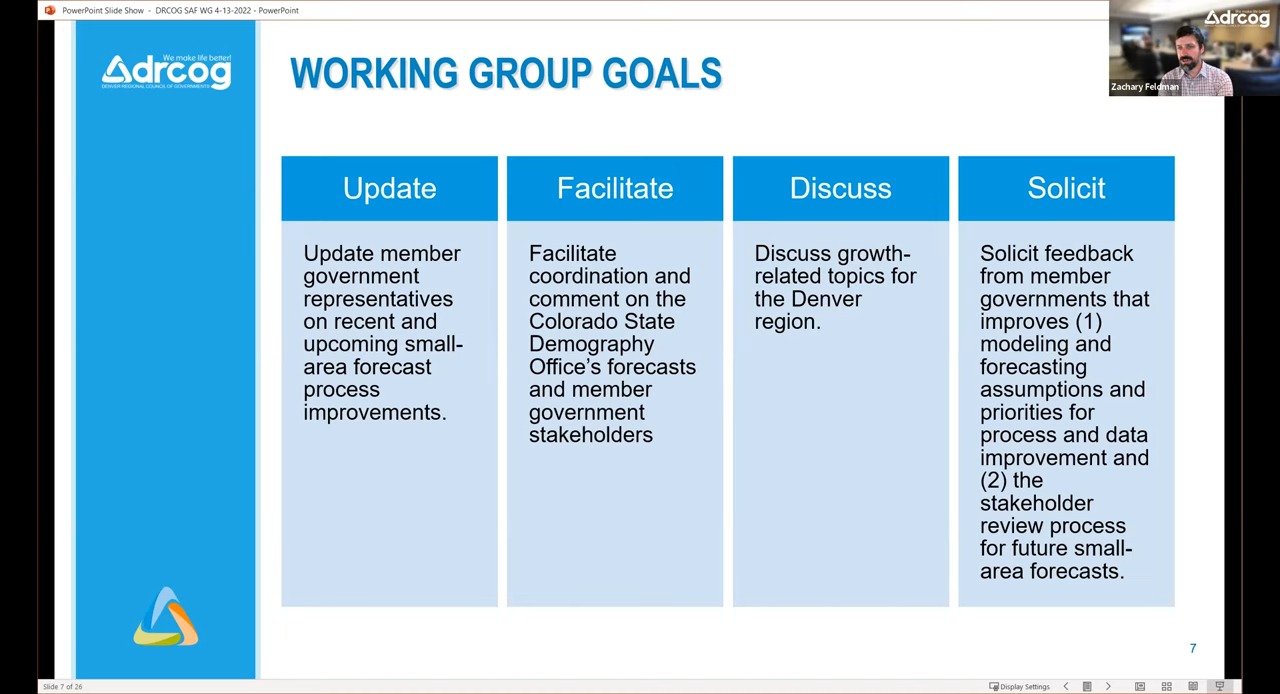 PowerPoint Slide Show - DRCOG SAF WG 4-13-2022 - PowerPoint
drcog
Zachary Feldman
We make life better!
drcog
DENVER REGIONAL COUNCIL OF GOVERNMENTS
WORKING GROUP GOALS
Update
Update member
government
representatives
on recent and
upcoming small-
area forecast
process
improvements.
Facilitate
Facilitate
coordination and
comment on the
Colorado State
Demography
Office’s forecasts
and member
government
stakeholders
Discuss
Discuss growth-
related topics for
the Denver
region.
Solicit
Solicit feedback
from member
governments that
improves (1)
modeling and
forecasting
assumptions and
priorities for
process and data
improvement and
(2) the
stakeholder
review process
for future small-
area forecasts.
7
Slide 7 of 26
Display Settings